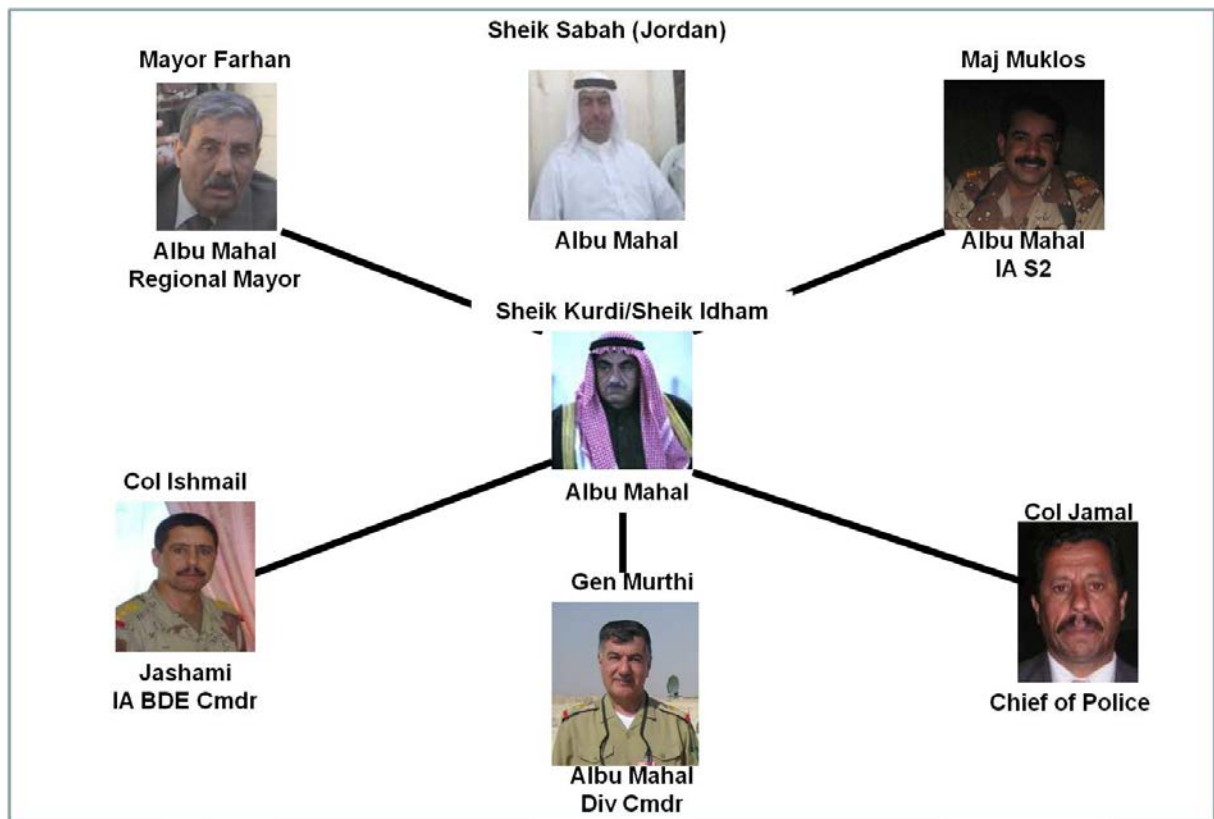 Sheik Sabah (Jordan)
Mayor Farhan
Maj Muklos
Albu Mahal
Regional Mayor
Albu Mahal
Albu Mahal
IA S2
Sheik Kurdi/Sheik Idham
Albu Mahal
Col Ishmail
Jashami
IA BDE Cmdr
Gen Murthi
Albu Mahal
Div Cmdr
Col Jamal
Chief of Police